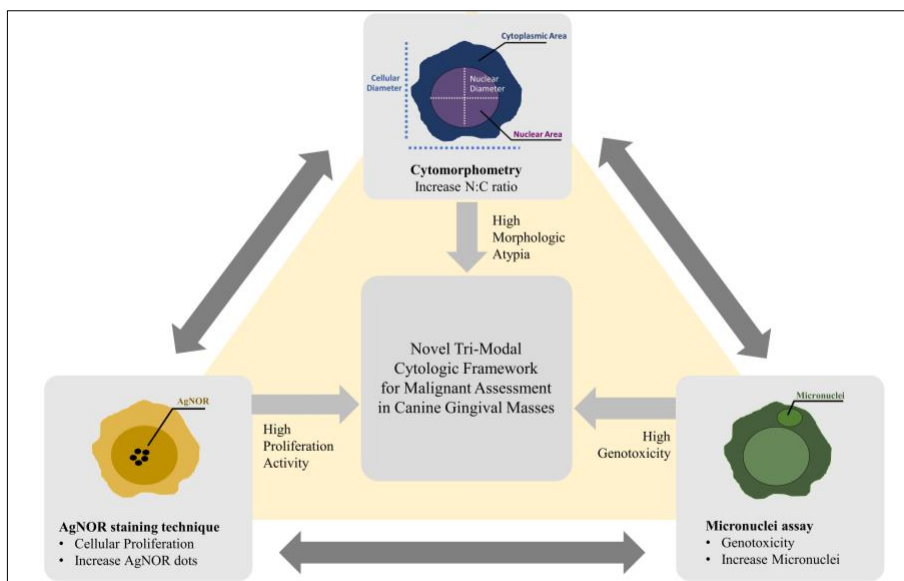 Cytoplasmic Area
Cellular
Diameter
Nuclear
Diameter
Nuclear Area
Cytomorphometry
Increase N:C ratio
High
Morphologic
Atypia
Novel Tri-Modal
Cytologic Framework
for Malignant Assessment
in Canine Gingival Masses
AgNOR
High
Proliferation
Activity
AgNOR staining technique
• Cellular Proliferation
• Increase AgNOR dots
Micronuclei
High
Genotoxicity
Micronuclei assay
• Genotoxicity
• Increase Micronuclei